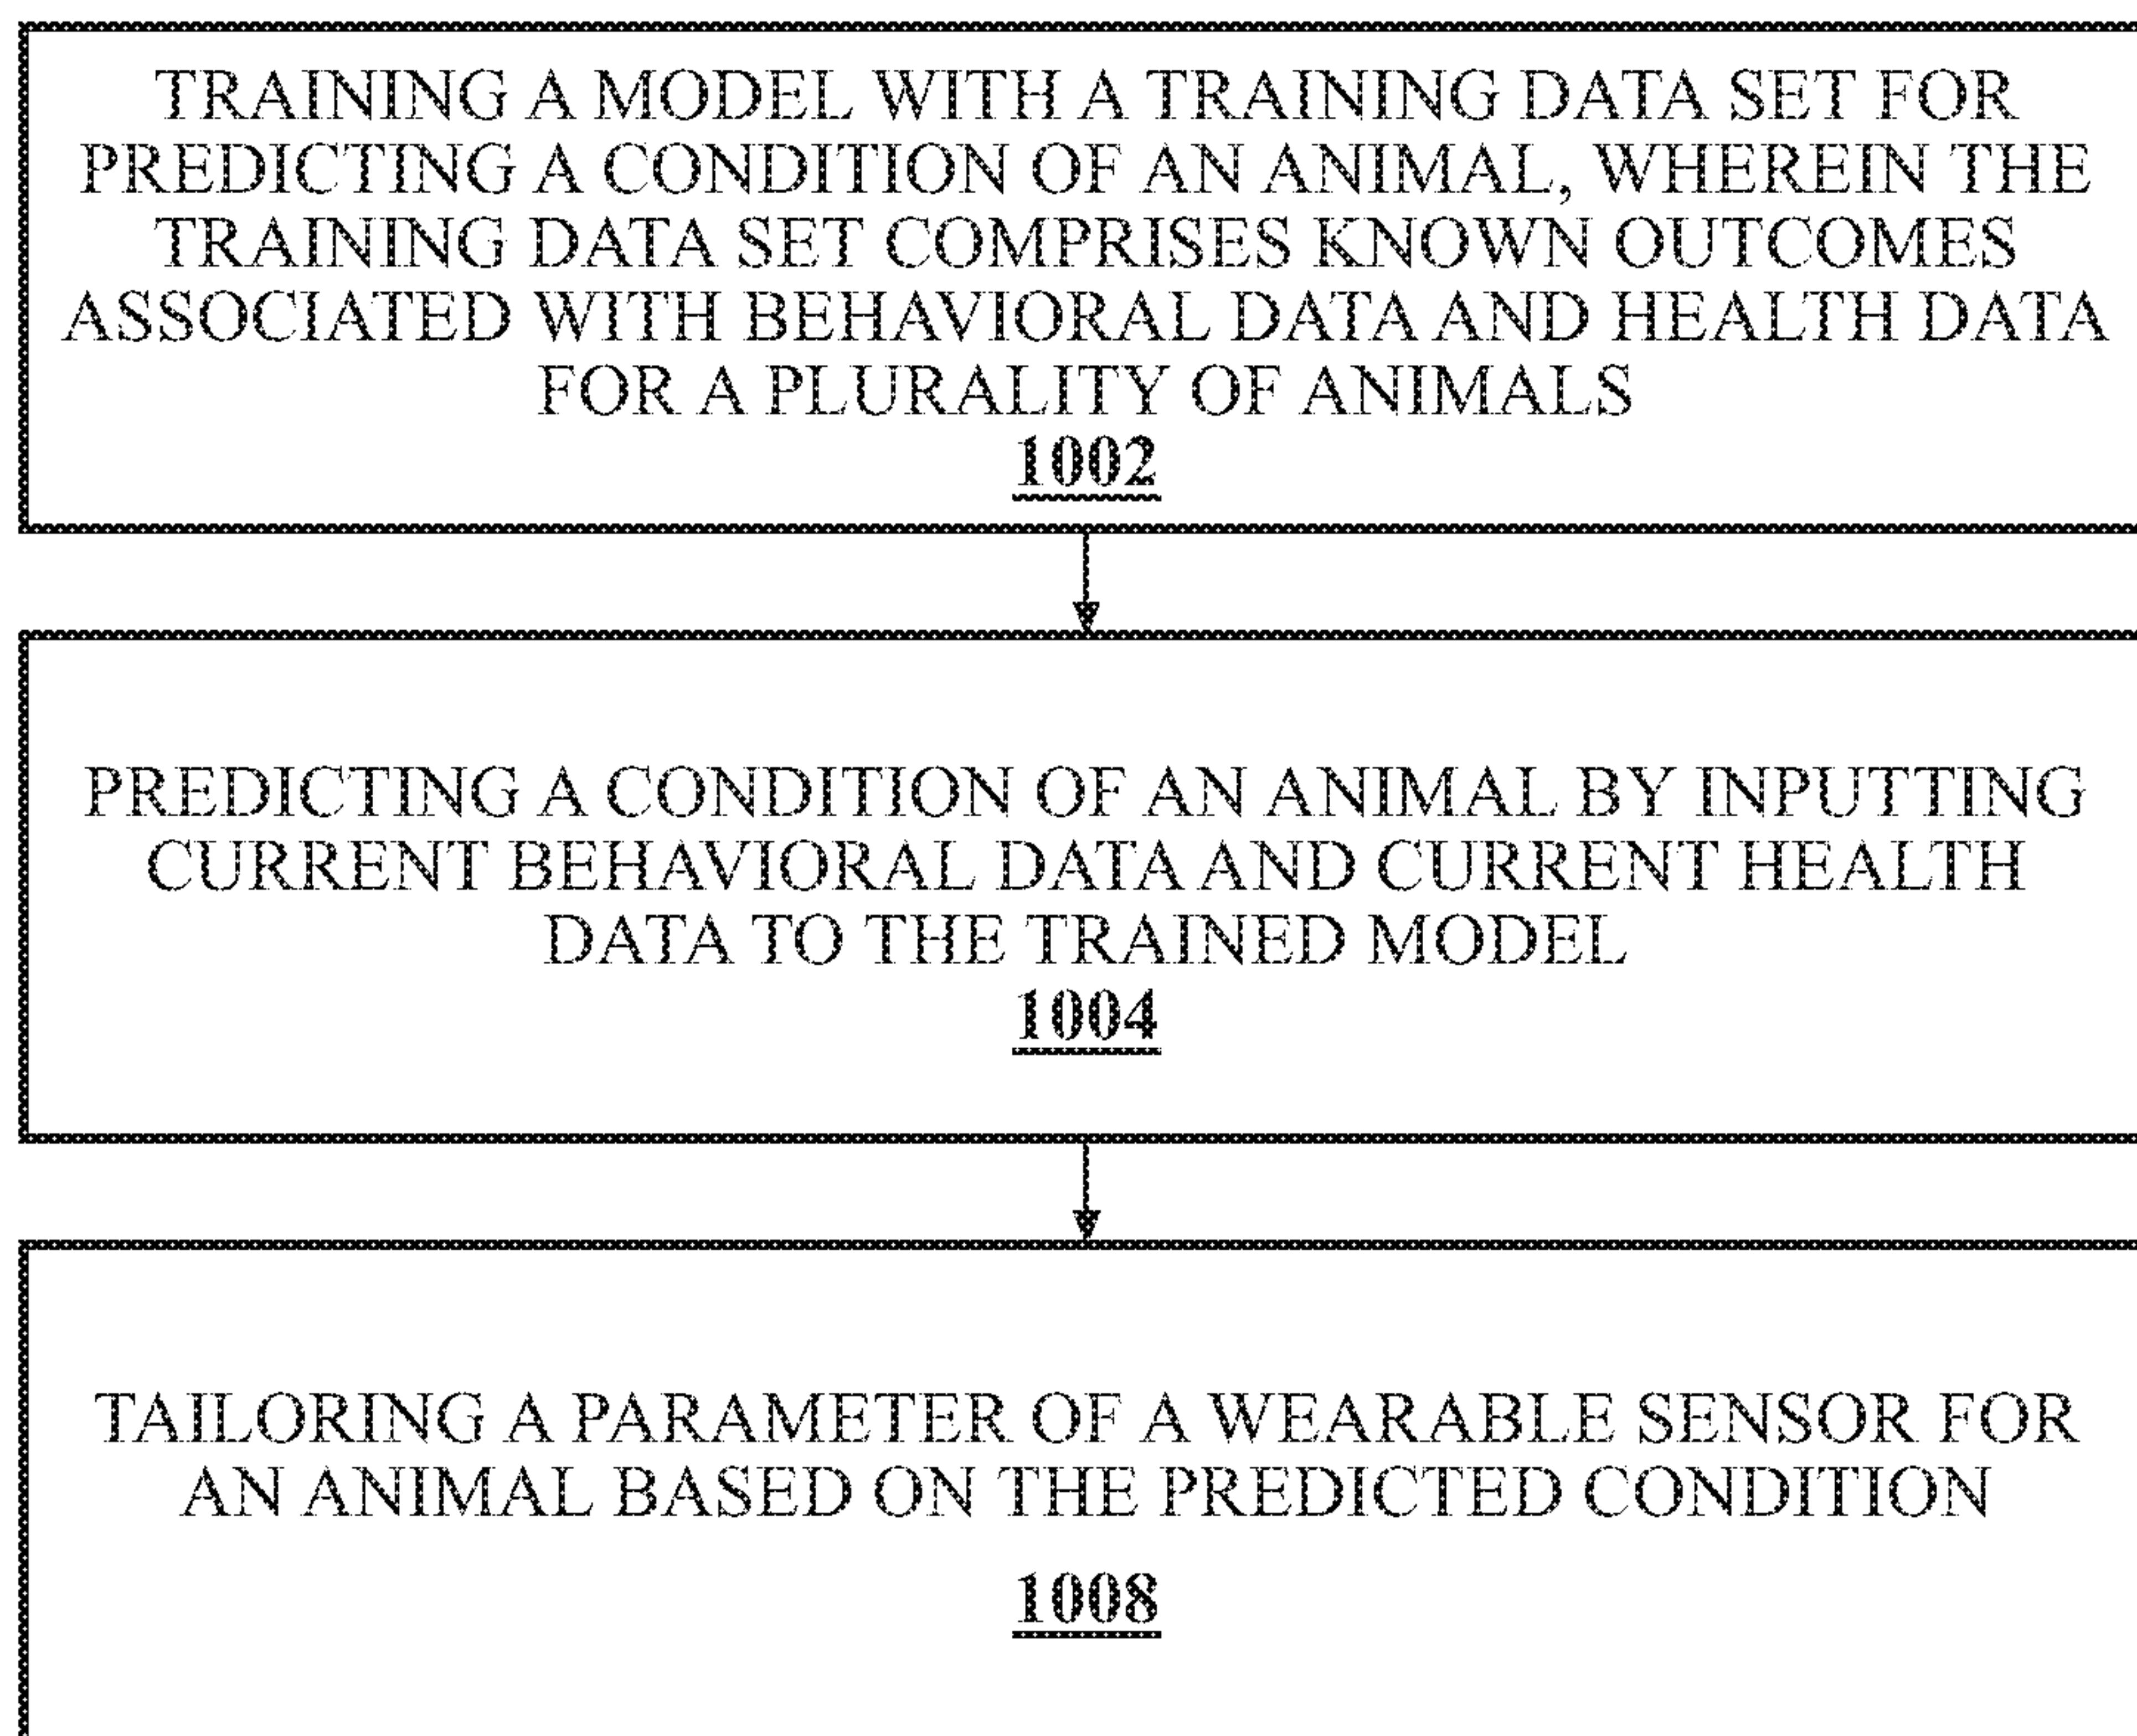 TRAINING A MODEL WITH A TRAINING DATA SET FOR
PREDICTING A CONDITION OF AN ANIMAL, WHEREIN THE
TRAINING DATA SET COMPRISES KNOWN OUTCOMES
ASSOCIATED WITH BEHAVIORAL DATA AND HEALTH DATA
FOR A PLURALITY OF ANIMALS
1002
PREDICTING A CONDITION OF AN ANIMAL BY INPUTTING
CURRENT BEHAVIORAL DATA AND CURRENT HEALTH
DATA TO THE TRAINED MODEL
1004
TAILORING A PARAMETER OF A WEARABLE SENSOR FOR
AN ANIMAL BASED ON THE PREDICTED CONDITION
1008